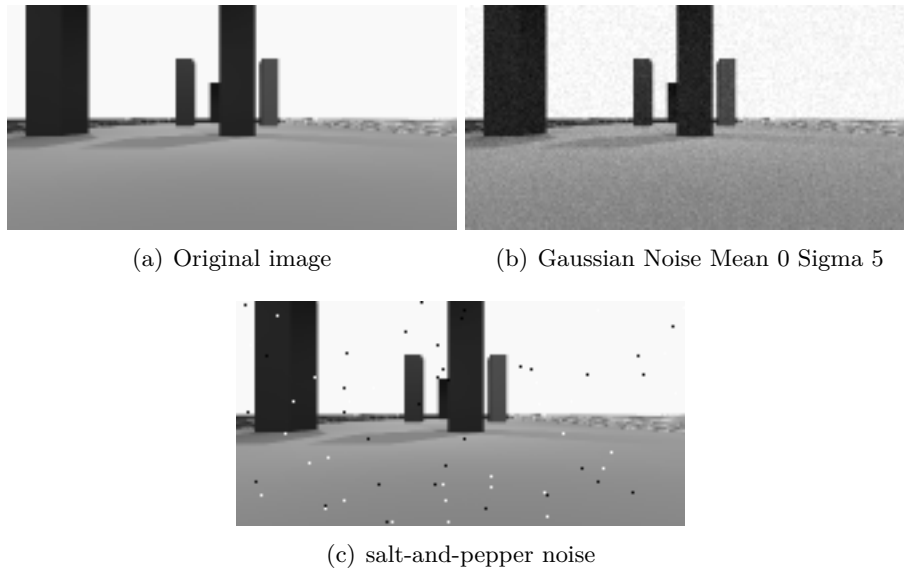 (a) Original image
(b) Gaussian Noise Mean 0 Sigma 5
(c) salt-and-pepper noise